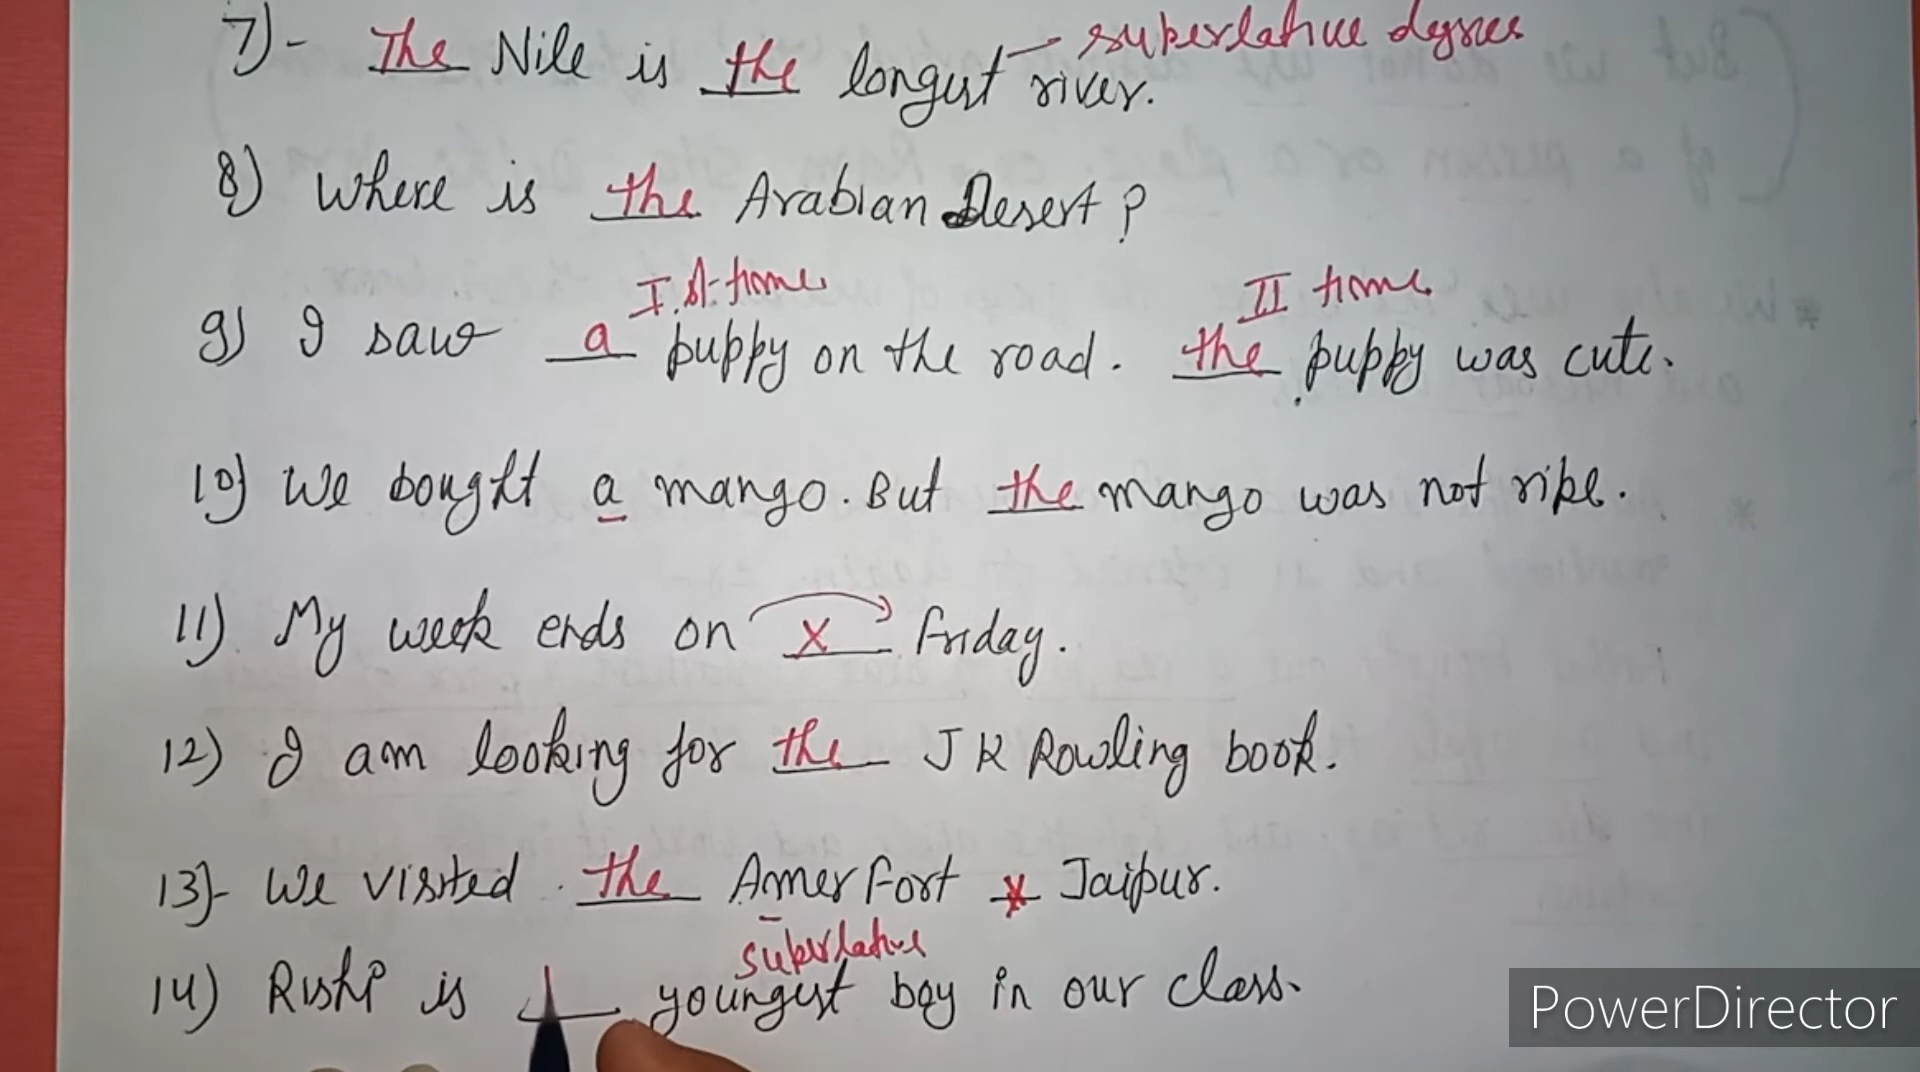 7)- The Nile is the longest river. - superlative degree
8) Where is the Arabian Desert?
I.st time II time
9) I saw a puppy on the road. the puppy was cute.
10) We bought a mango. But the mango was not ripe.
11) My week ends on x Friday.
12) I am looking for the J K Rowling book.
13)- We visited the Amer Fort x Jaipur.
superlative
14) Rishi is youngest boy in our class.
PowerDirector